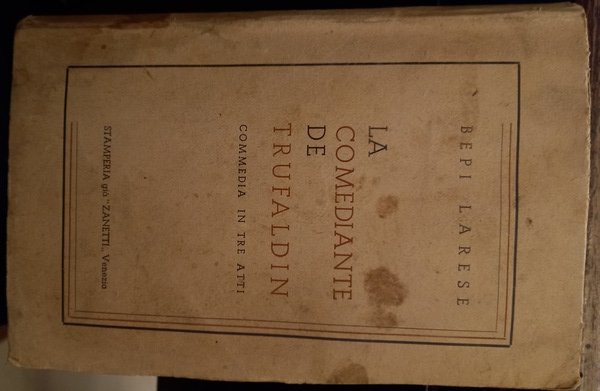 BEPI LARESE
LA
COMEDIANTE
DE
TRUFALDIN
COMMEDIA IN TRE ATTI
STAMPERIA già "ZANETTI„ Venezia